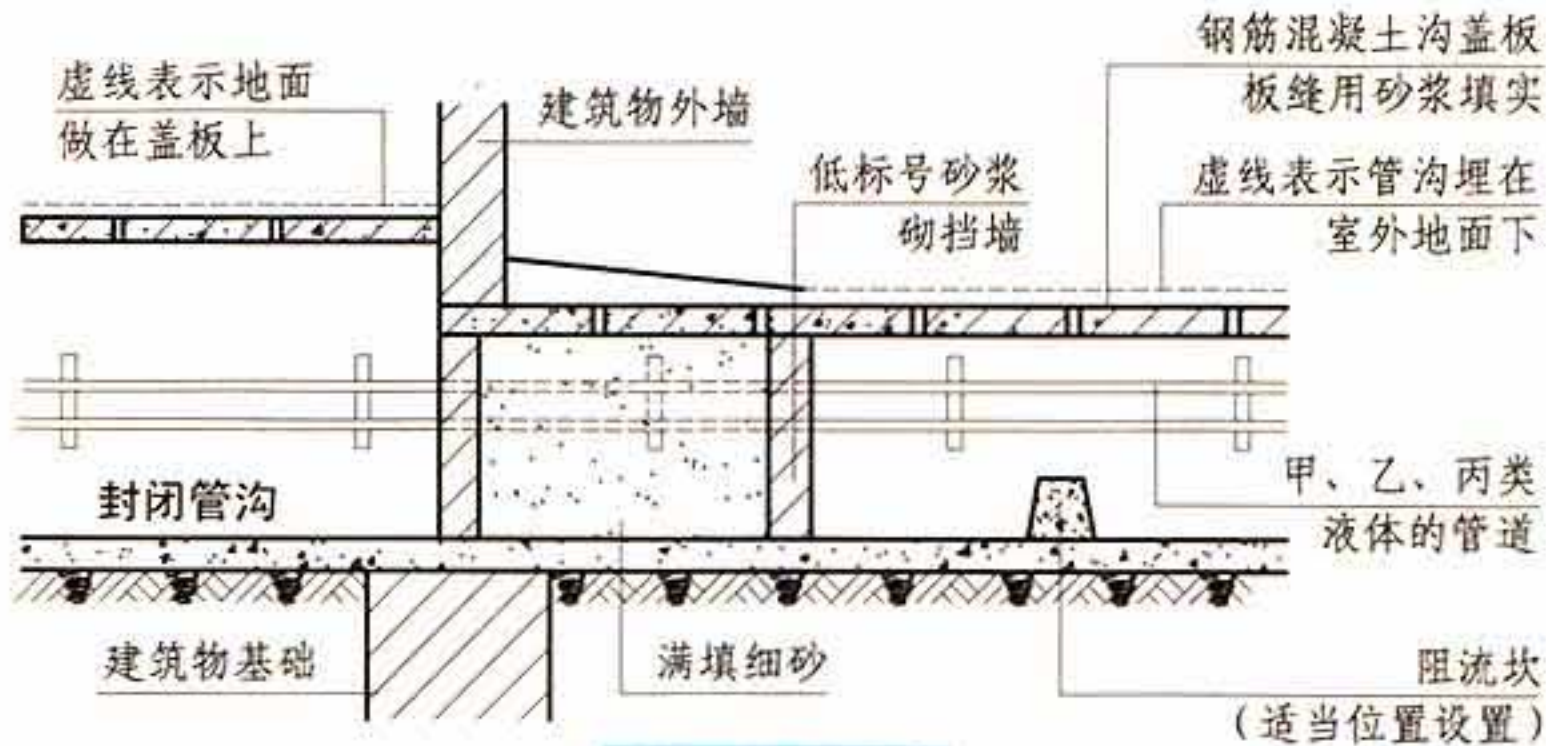 钢筋混凝土沟盖板
板缝用砂浆填实
虚线表示地面
做在盖板上
建筑物外墙
低标号砂浆
砌挡墙
虚线表示管沟埋在
室外地面下
封闭管沟
甲、乙、丙类
液体的管道
建筑物基础
满填细砂
阻流坎
(适当位置设置)